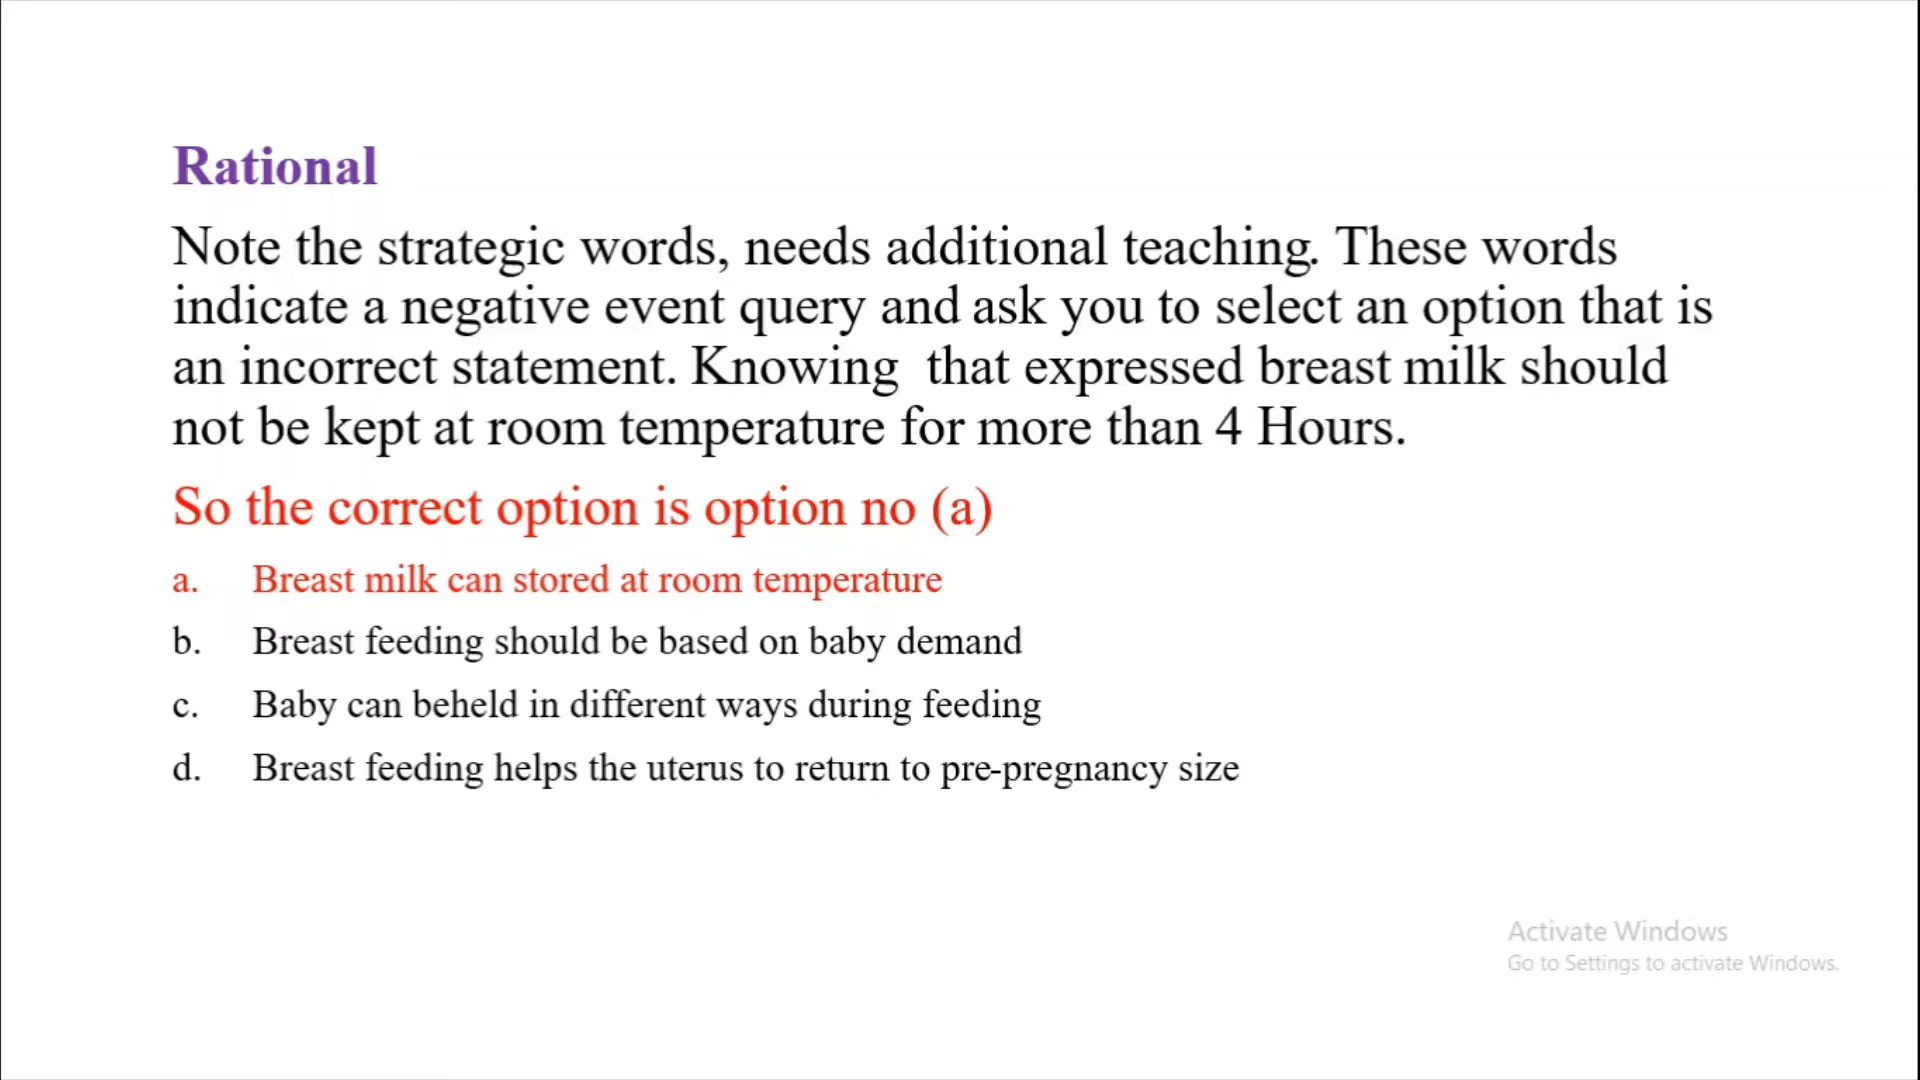 Rational
Note the strategic words, needs additional teaching. These words
indicate a negative event query and ask you to select an option that is
an incorrect statement. Knowing that expressed breast milk should
not be kept at room temperature for more than 4 Hours.
So the correct option is option no (a)
a. Breast milk can stored at room temperature
b. Breast feeding should be based on baby demand
c. Baby can beheld in different ways during feeding
d. Breast feeding helps the uterus to return to pre-pregnancy size
Activate Windows
Go to Settings to activate Windows.